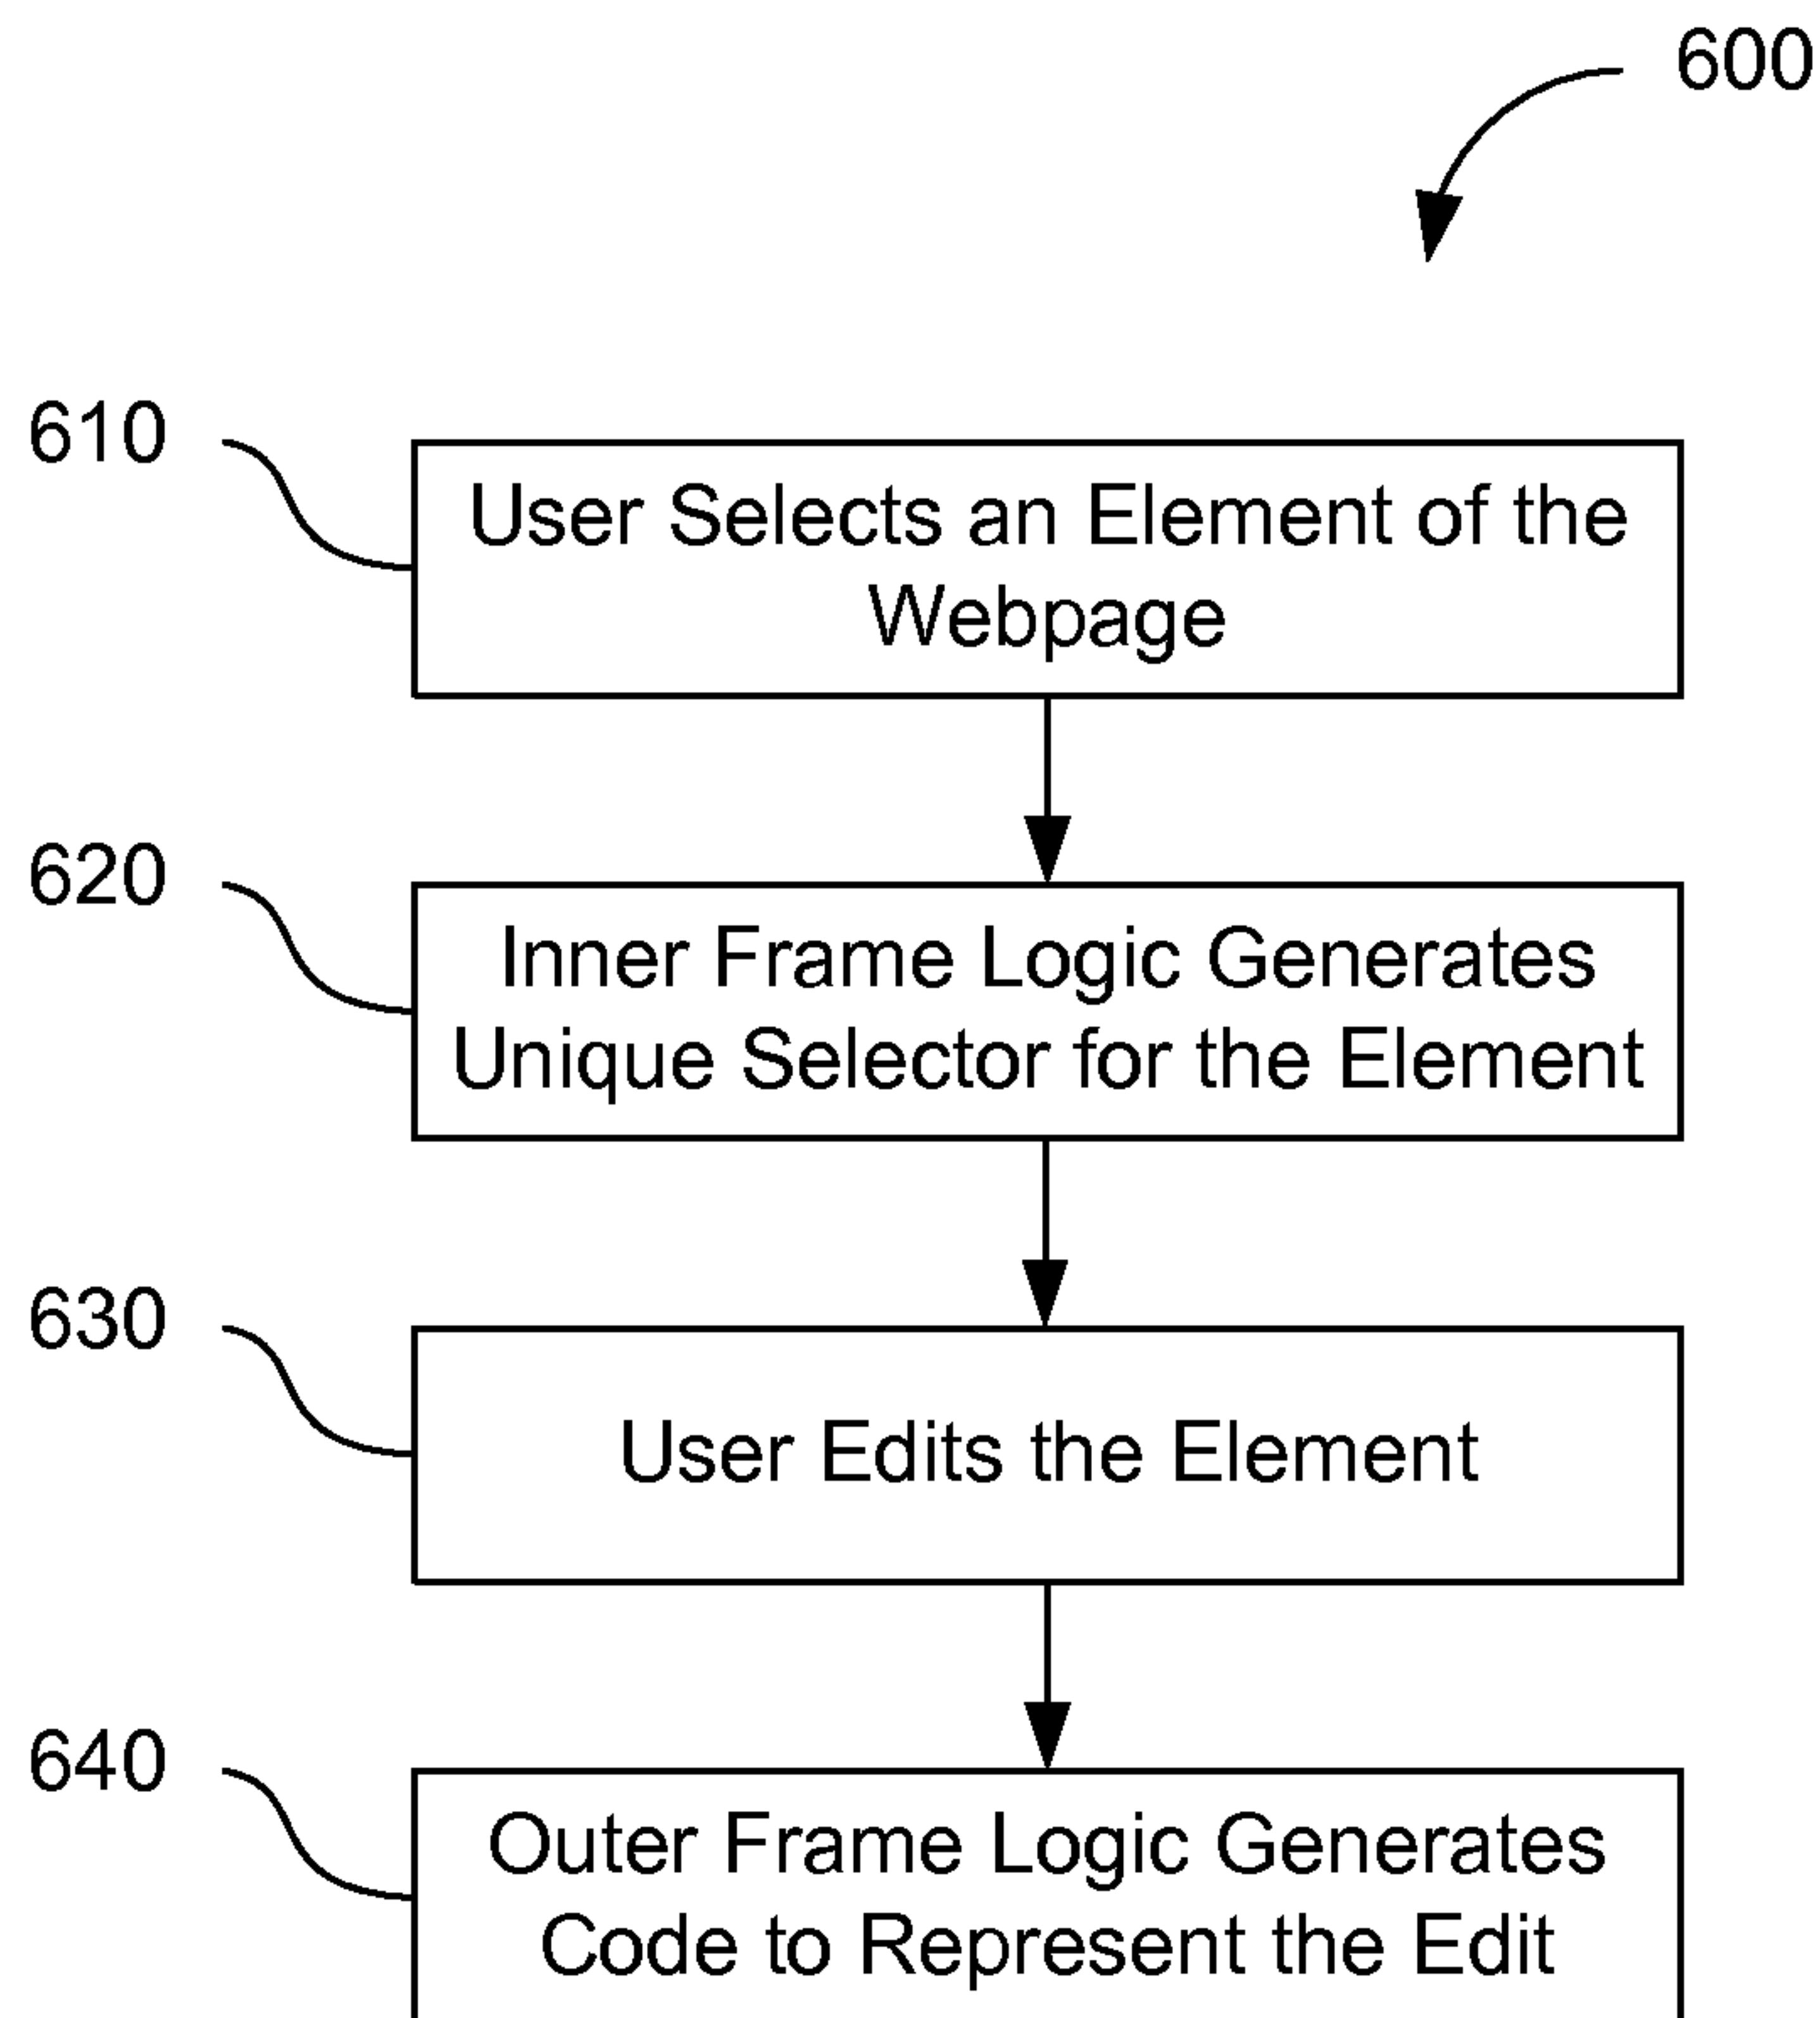 600
610
User Selects an Element of the
Webpage
620
Inner Frame Logic Generates
Unique Selector for the Element
630
User Edits the Element
640
Outer Frame Logic Generates
Code to Represent the Edit